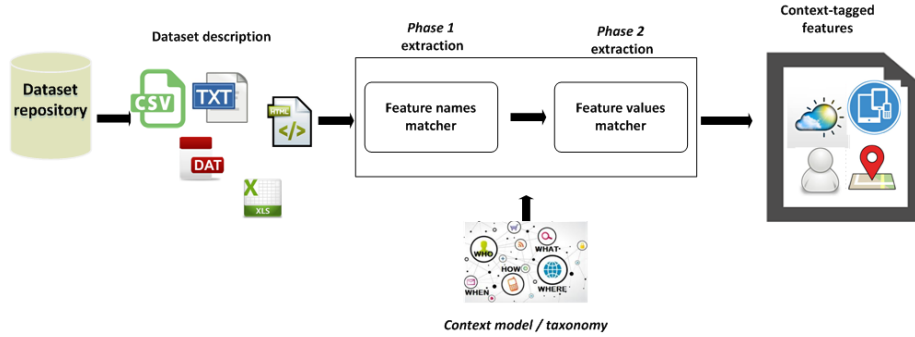 Context-tagged
features
Phase 1
extraction
Phase 2
extraction
Dataset description
Dataset
repository
CSV
TXT
HTML
</>
DAT
X
XLS
Feature names
matcher
Feature values
matcher
WHO
WHAT
HOW
WHEN
WHERE
Context model / taxonomy